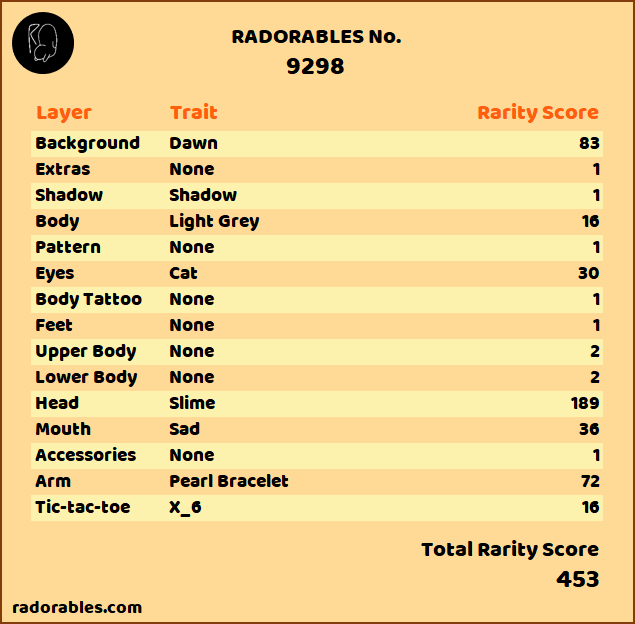 RADORABLES No.
9298
Layer Trait Rarity Score
Background Dawn 83
Extras None 1
Shadow Shadow 1
Body Light Grey 16
Pattern None 1
Eyes Cat 30
Body Tattoo None 1
Feet None 1
Upper Body None 2
Lower Body None 2
Head Slime 189
Mouth Sad 36
Accessories None 1
Arm Pearl Bracelet 72
Tic-tac-toe X_6 16
Total Rarity Score
453
radorables.com